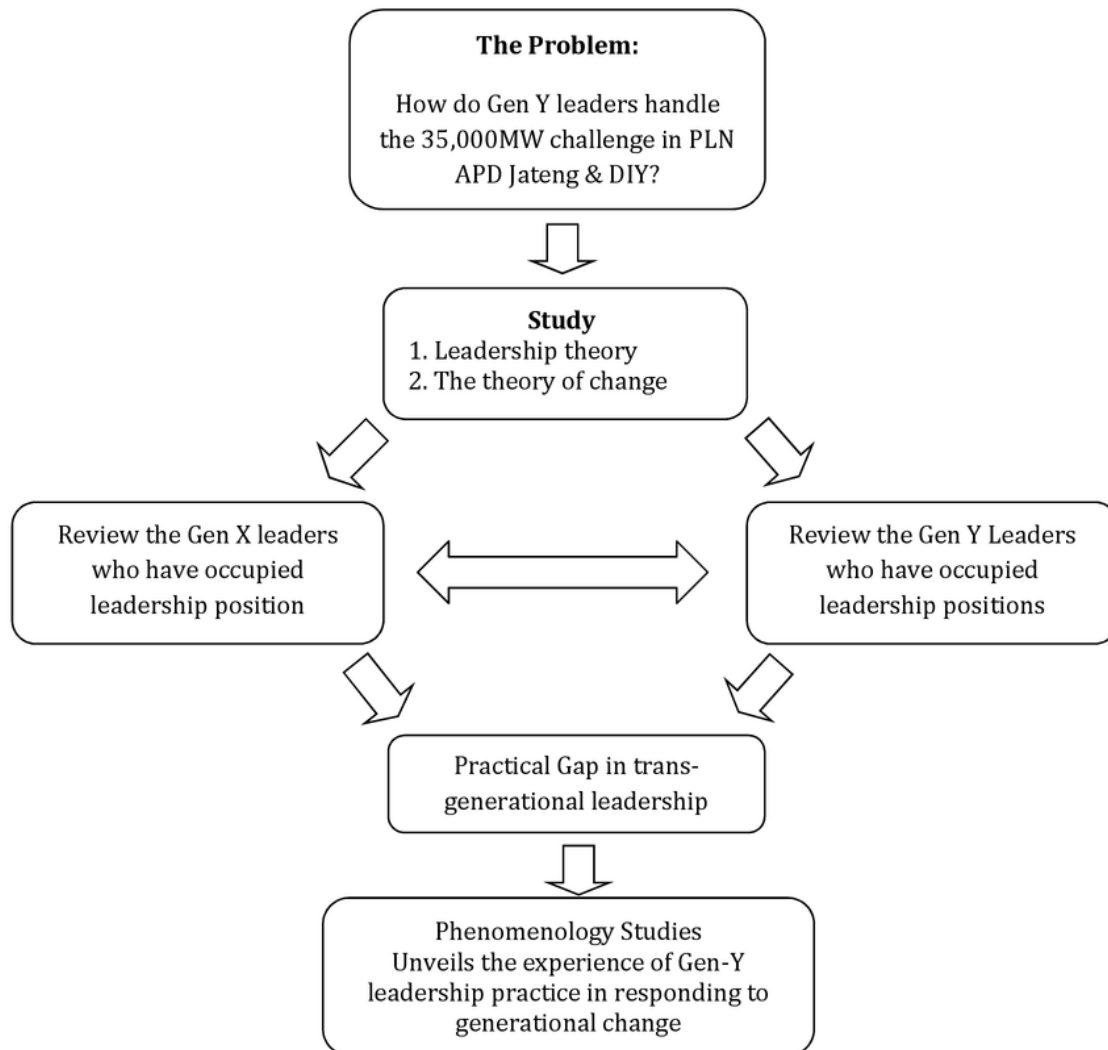 The Problem:
How do Gen Y leaders handle
the 35,000MW challenge in PLN
APD Jateng & DIY?
Study
1. Leadership theory
2. The theory of change
Review the Gen X leaders
who have occupied
leadership position
Review the Gen Y Leaders
who have occupied
leadership positions
Practical Gap in trans-
generational leadership
Phenomenology Studies
Unveils the experience of Gen-Y
leadership practice in responding to
generational change